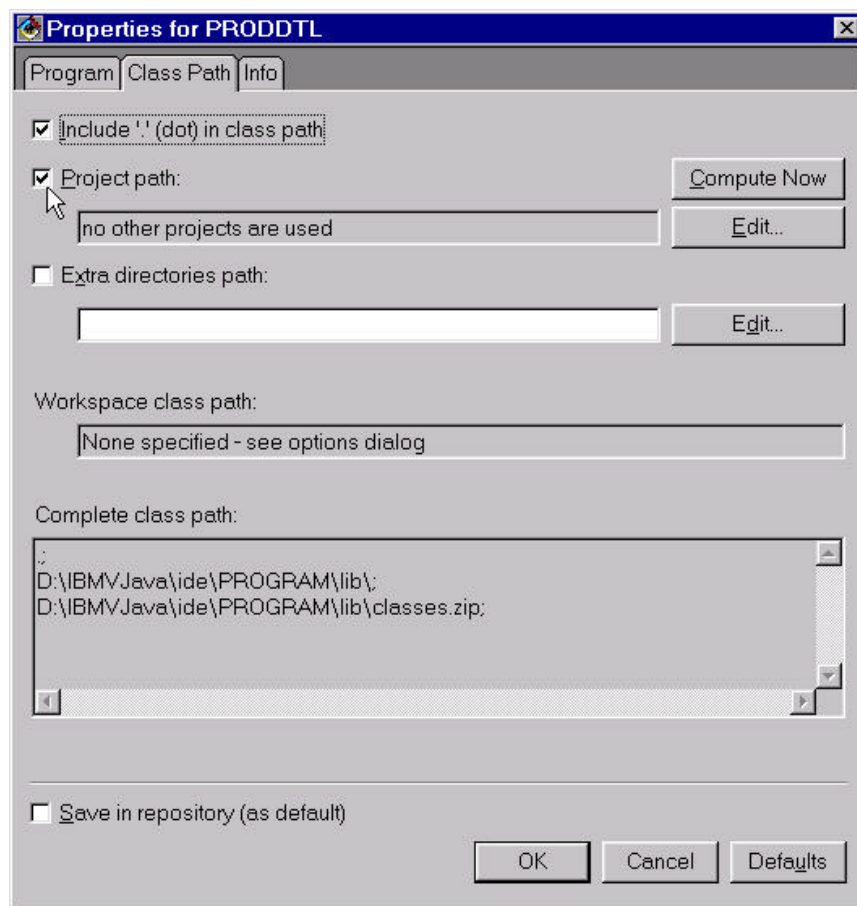 Properties for PRODDTL
Program Class Path Info
Include '.' (dot) in class path
Project path: Compute Now
no other projects are used Edit...
Extra directories path:
Edit...
Workspace class path:
None specified - see options dialog
Complete class path:
.;
D:\IBMVJava\ide\PROGRAM\lib\;
D:\IBMVJava\ide\PROGRAM\lib\classes.zip;
Save in repository (as default)
OK Cancel Defaults